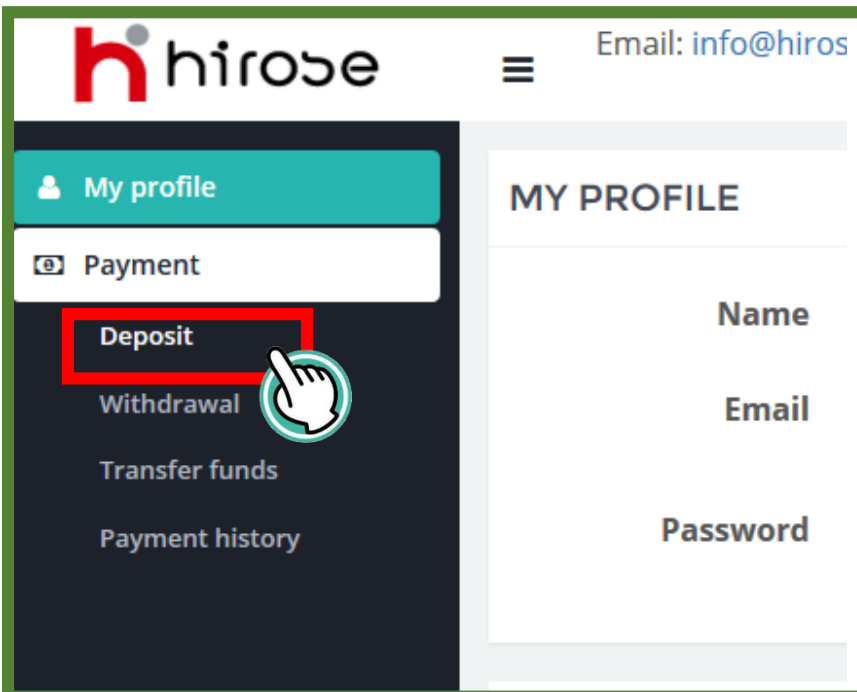 hirose
Email: info@hiros
My profile
Payment
Deposit
Withdrawal
Transfer funds
Payment history
MY PROFILE
Name
Email
Password